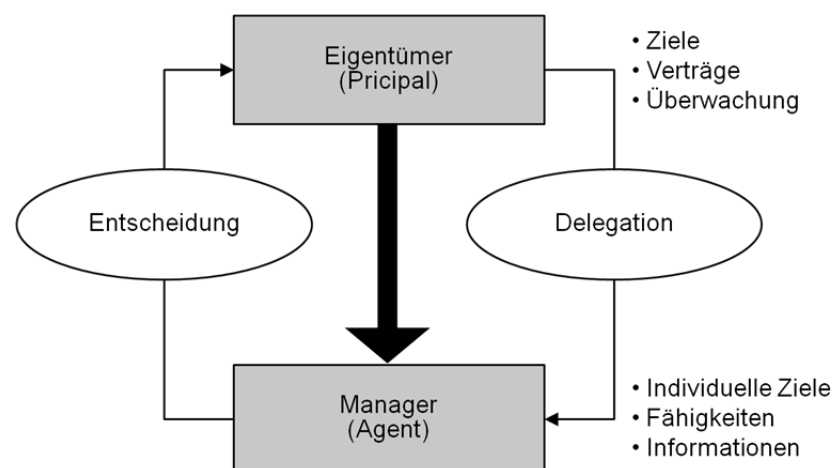 Eigentümer
(Pricipal)
• Ziele
• Verträge
• Überwachung
Entscheidung
Delegation
Manager
(Agent)
• Individuelle Ziele
• Fähigkeiten
• Informationen